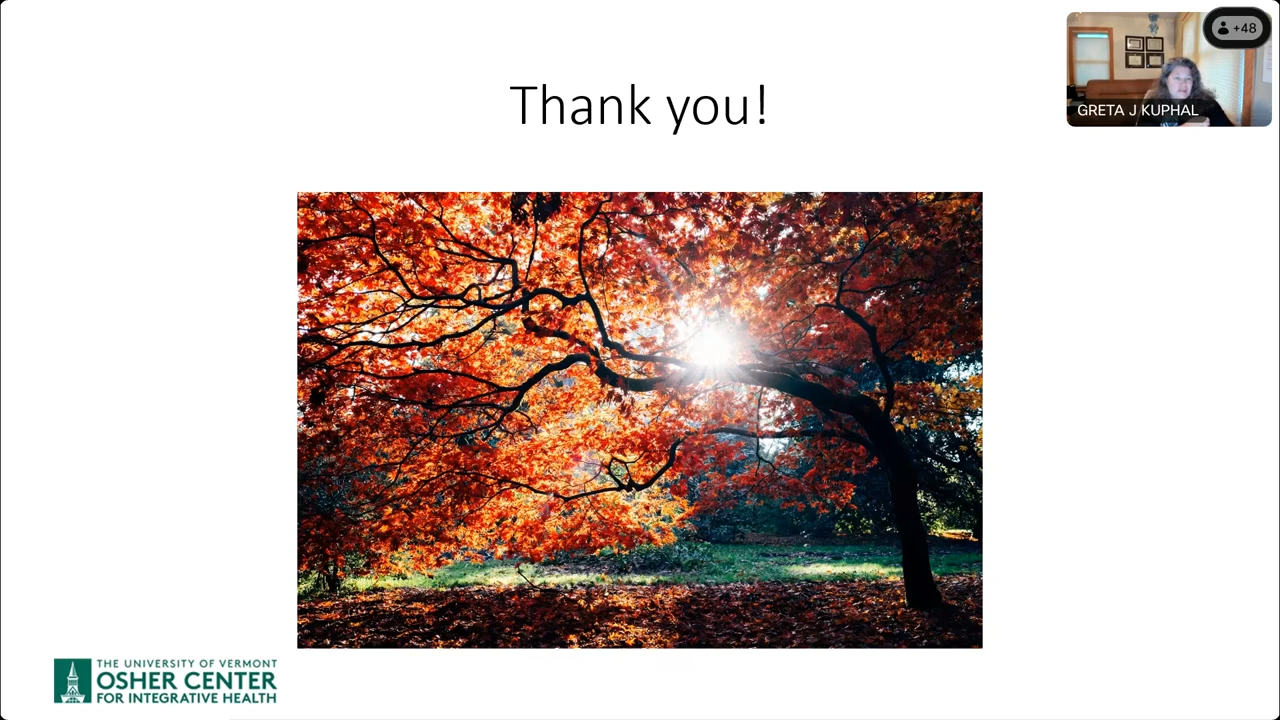 +48
Thank you!
GRETA J KUPHAL
THE UNIVERSITY OF VERMONT
OSHER CENTER
FOR INTEGRATIVE HEALTH